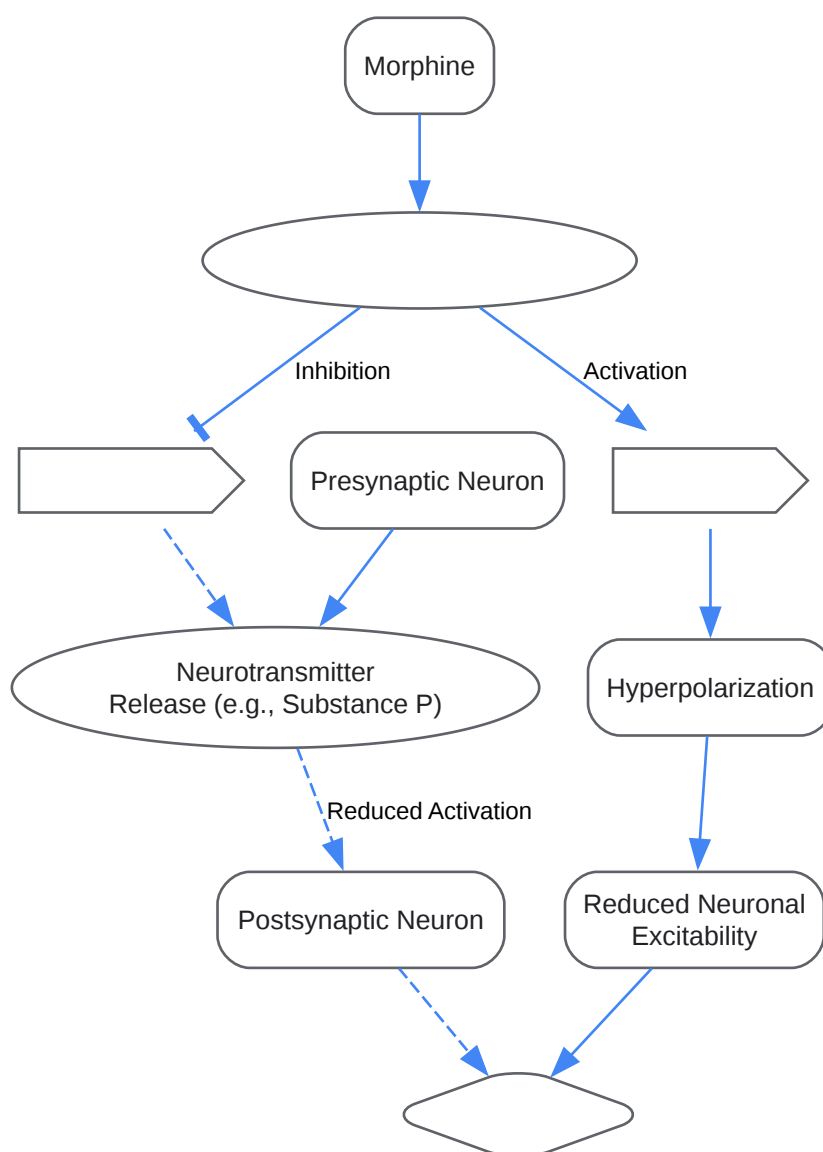 Morphine
Inhibition
Activation
Presynaptic Neuron
Neurotransmitter
Release (e.g., Substance P)
Hyperpolarization
Reduced Activation
Postsynaptic Neuron
Reduced Neuronal
Excitability